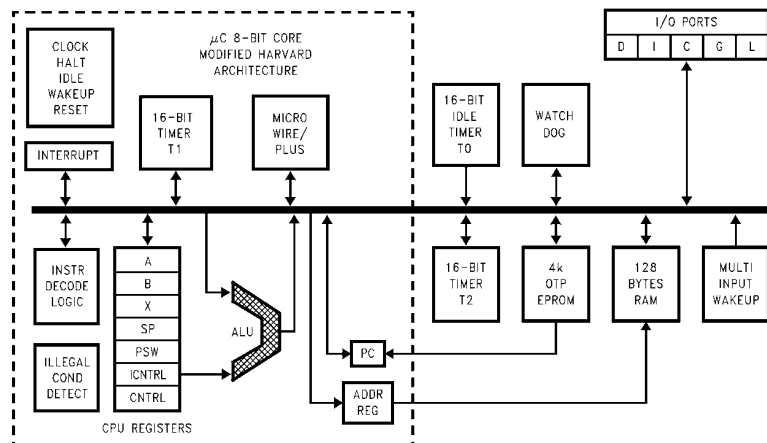 CLOCK
HALT
IDLE
WAKEUP
RESET
µC 8-BIT CORE
MODIFIED HARVARD
ARCHITECTURE
I/O PORTS
D I C G L
INTERRUPT
16-BIT
TIMER
T1
MICRO
WIRE/
PLUS
16-BIT
IDLE
TIMER
T0
WATCH
DOG
INSTR
DECODE
LOGIC
A
B
X
SP
PSW
ICNTRL
CNTRL
CPU REGISTERS
ILLEGAL
COND
DETECT
ALU
16-BIT
TIMER
T2
4k
OTP
EPROM
128
BYTES
RAM
MULTI
INPUT
WAKEUP
PC
ADDR
REG